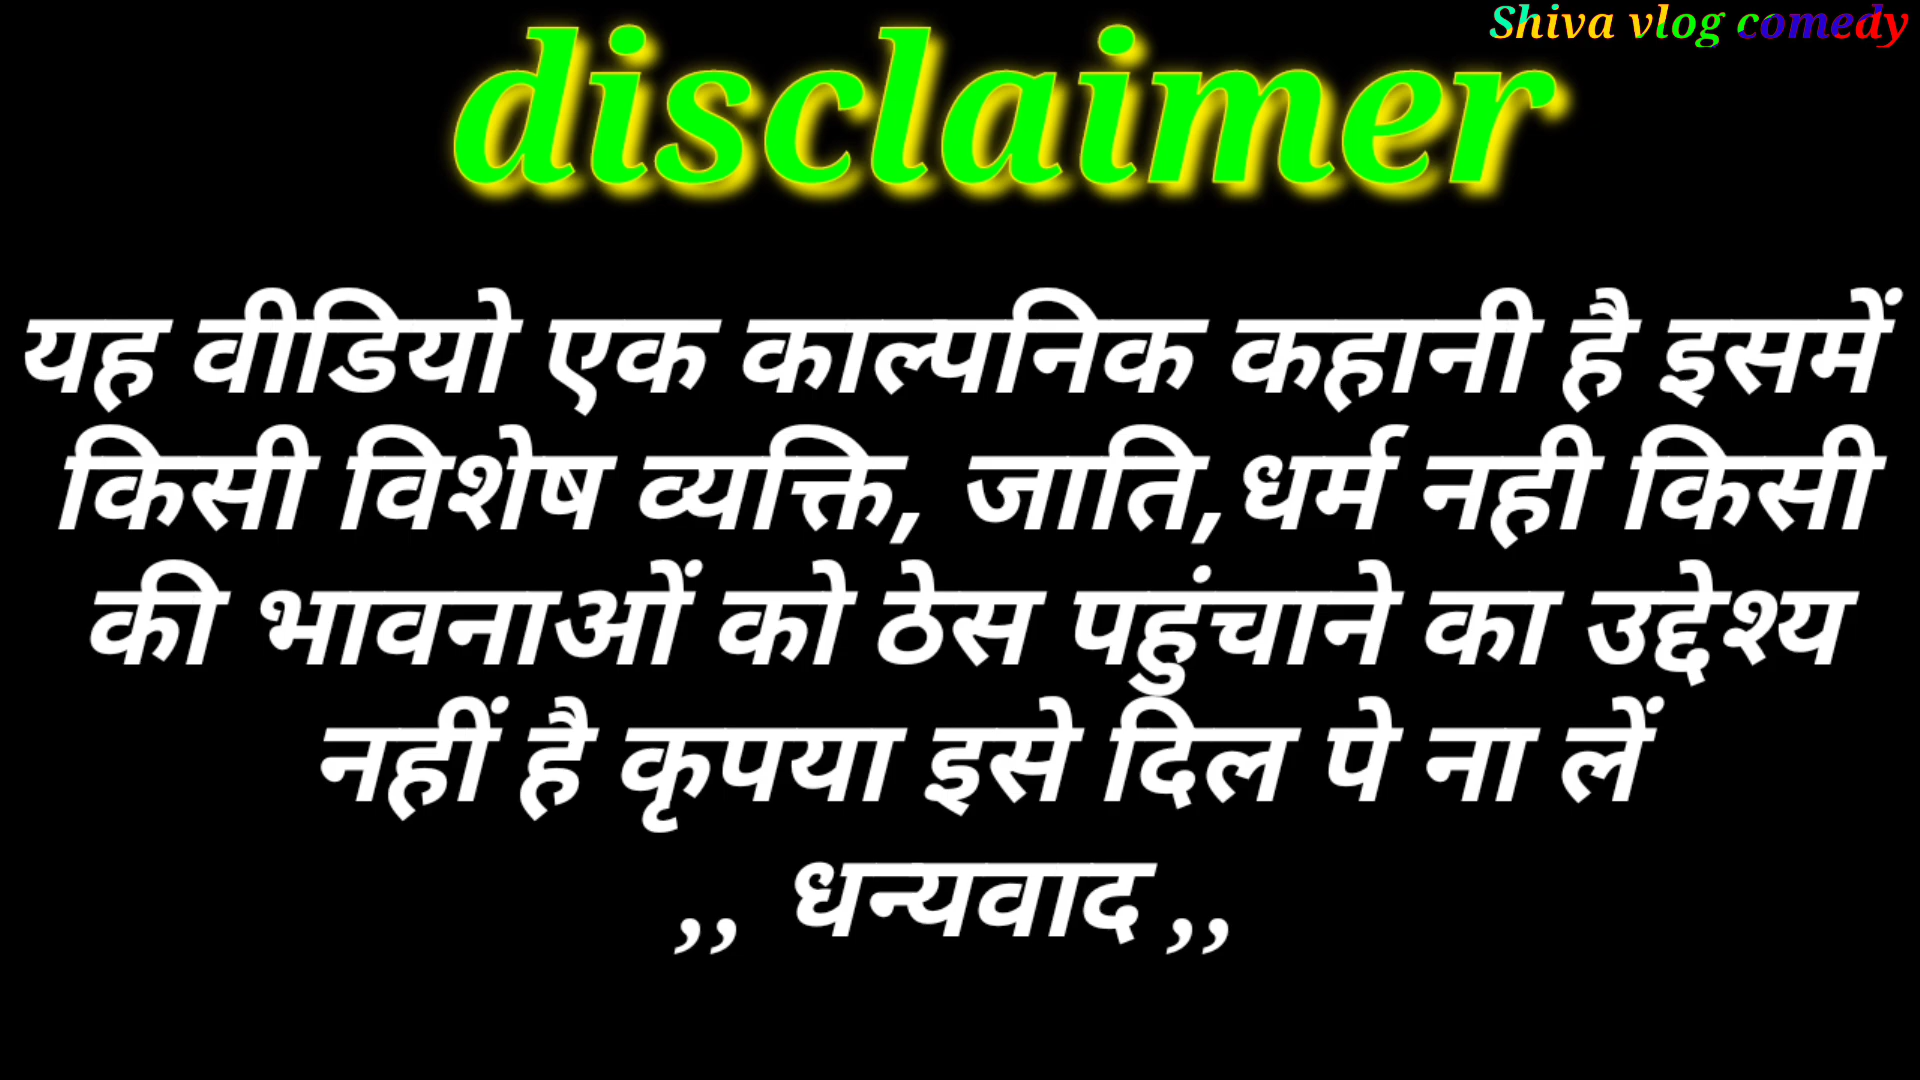 Shiva vlog comedy
disclaimer
यह वीडियो एक काल्पनिक कहानी है इसमें
किसी विशेष व्यक्ति, जाति,धर्म नही किसी
की भावनाओं को ठेस पहुंचाने का उद्देश्य
नहीं है कृपया इसे दिल पे ना लें
,, धन्यवाद ,,